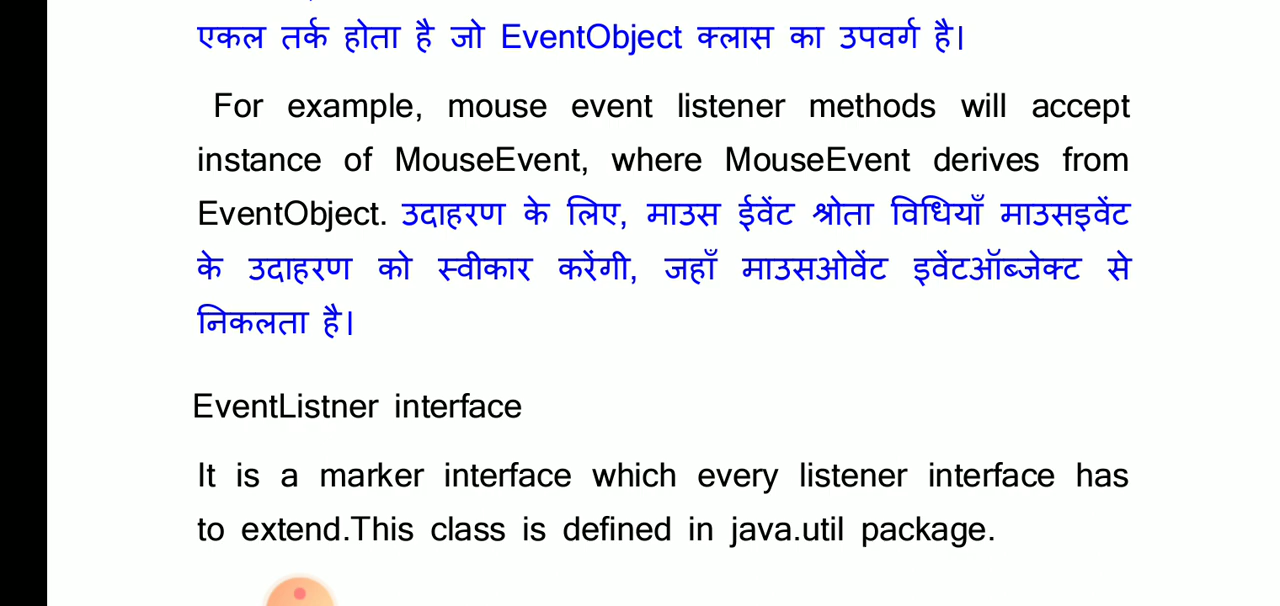 एकल तर्क होता है जो EventObject क्लास का उपवर्ग है।
For example, mouse event listener methods will accept
instance of MouseEvent, where MouseEvent derives from
EventObject. उदाहरण के लिए, माउस ईवेंट श्रोता विधियाँ माउसइवेंट
के उदाहरण को स्वीकार करेंगी, जहाँ माउसओवेंट इवेंटऑब्जेक्ट से
निकलता है।
EventListner interface
It is a marker interface which every listener interface has
to extend.This class is defined in java.util package.